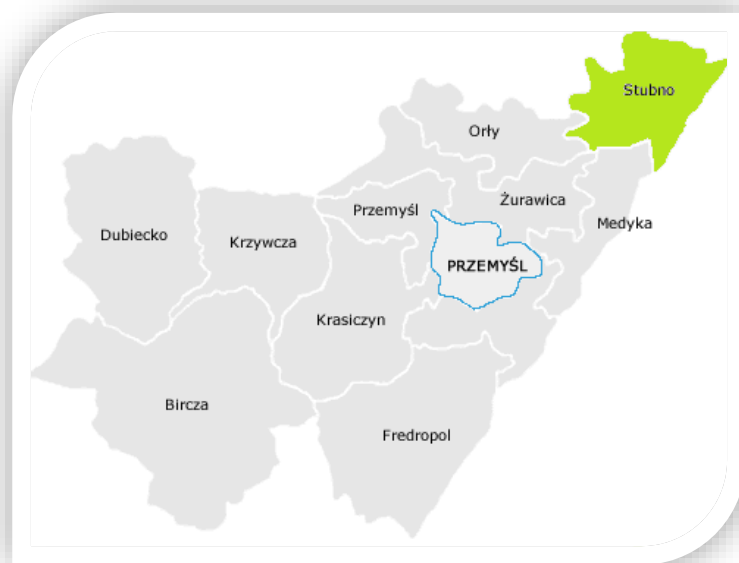 Stubno
Orły
Żurawica
Przemyśl
Medyka
Dubiecko
Krzywcza
PRZEMYŚL
Krasiczyn
Bircza
Fredropol